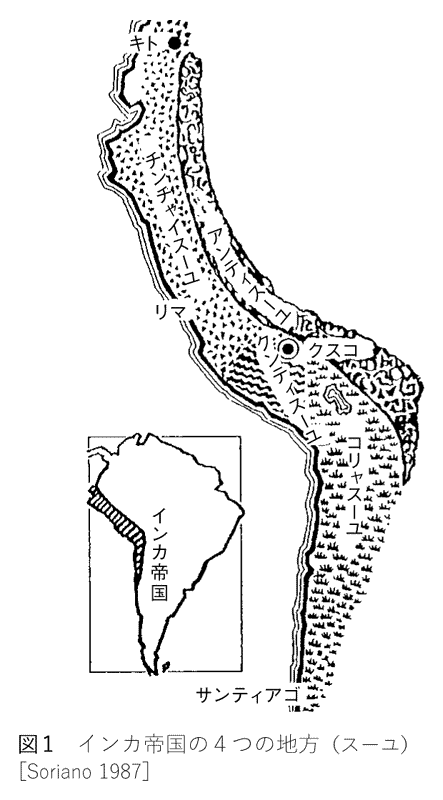 キト
チンチャイスーユ
アンティスーユ
リマ
クスコ
クンティスーユ
コリャスーユ
インカ帝国
サンティアゴ
図1 インカ帝国の4つの地方（スーユ）
[Soriano 1987]